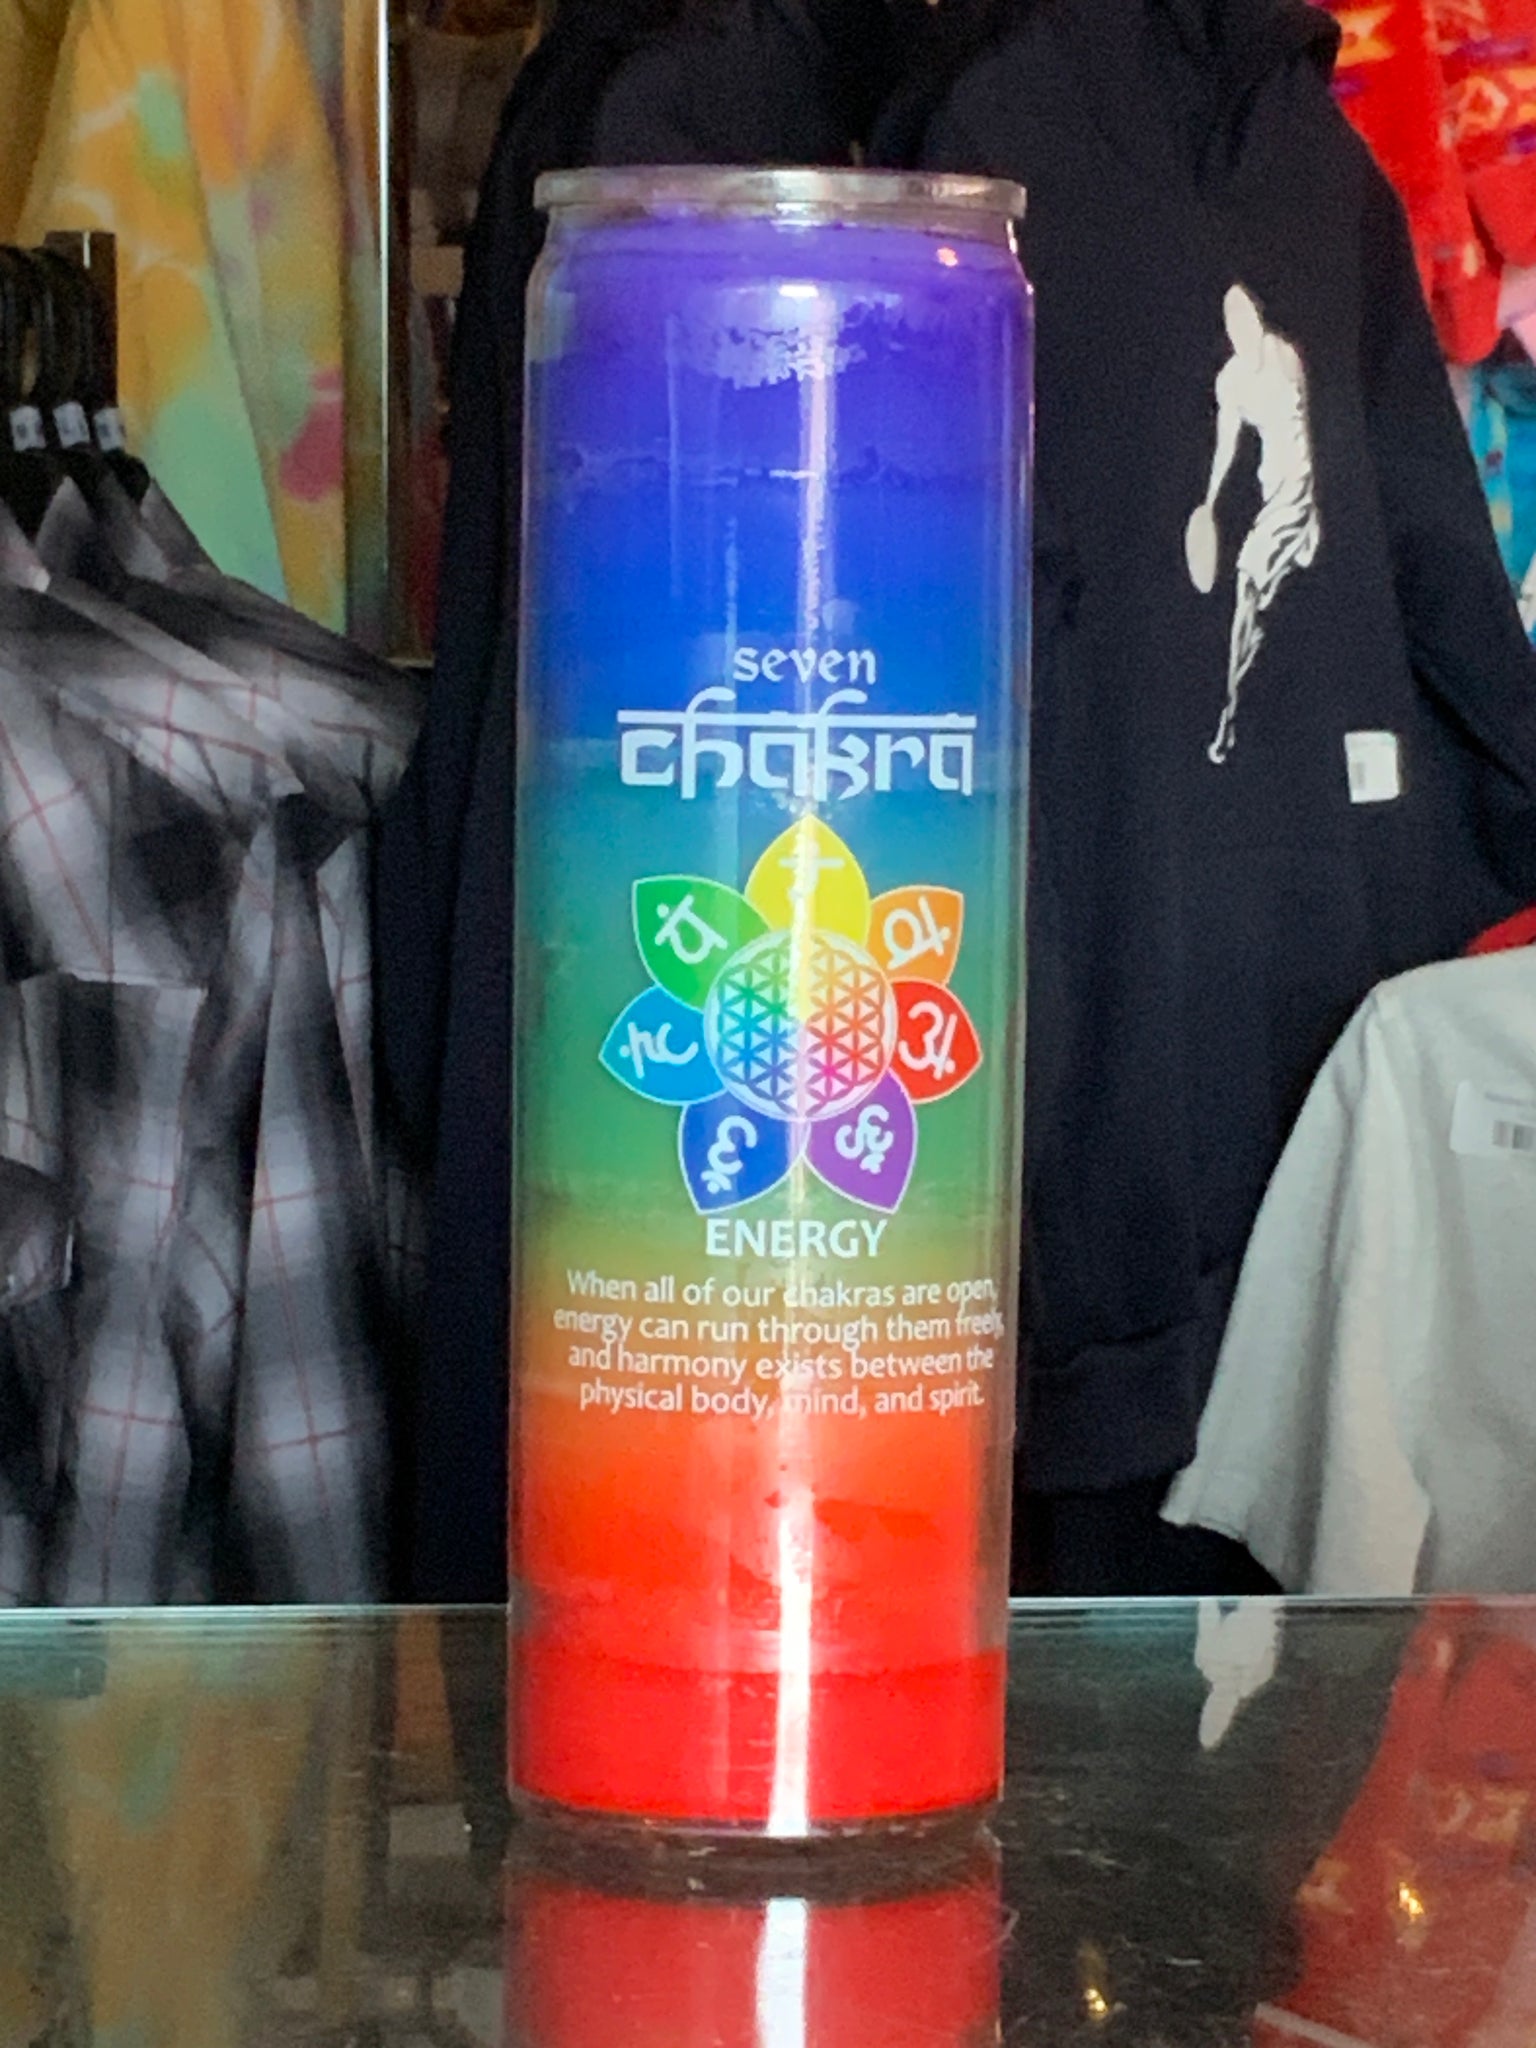 seven
chakra
ENERGY
When all of our chakras are open,
energy can run through them freely,
and harmony exists between the
physical body, mind, and spirit.